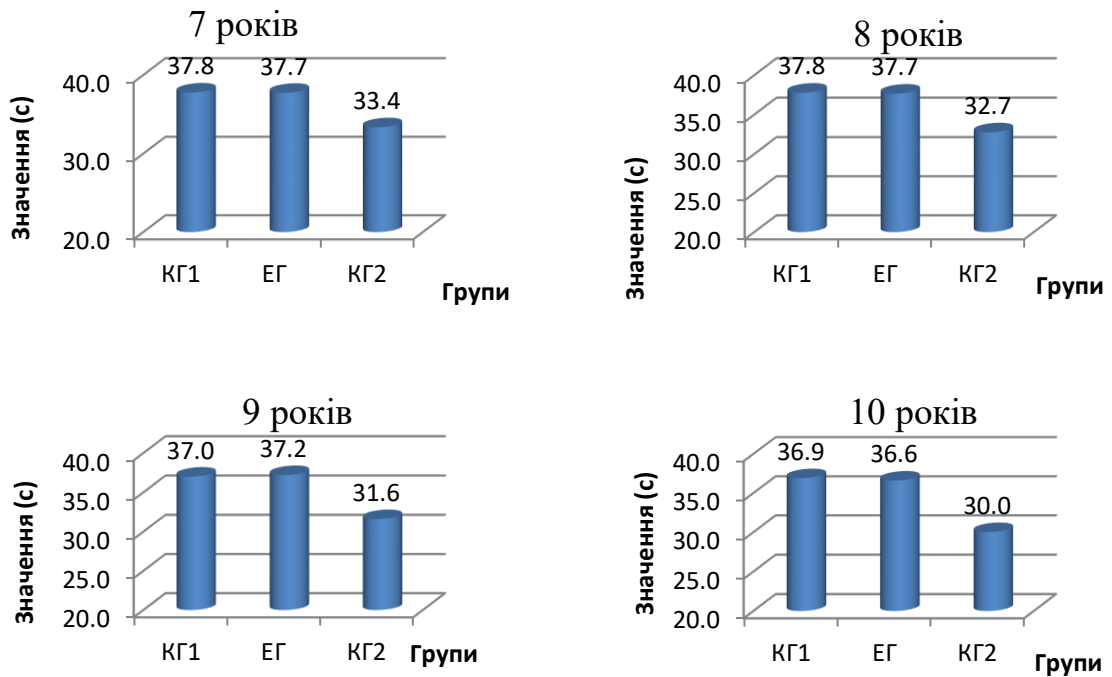 7 років
Значення (с)
40.0
30.0
20.0
37.8
37.7
33.4
КГ1
ЕГ
КГ2
Групи
8 років
Значення (с)
40.0
35.0
30.0
25.0
20.0
37.8
37.7
32.7
КГ1
ЕГ
КГ2
Групи
9 років
Значення (с)
40.0
35.0
30.0
25.0
20.0
37.0
37.2
31.6
КГ1
ЕГ
КГ2
Групи
10 років
Значення (с)
40.0
35.0
30.0
25.0
20.0
36.9
36.6
30.0
КГ1
ЕГ
КГ2
Групи